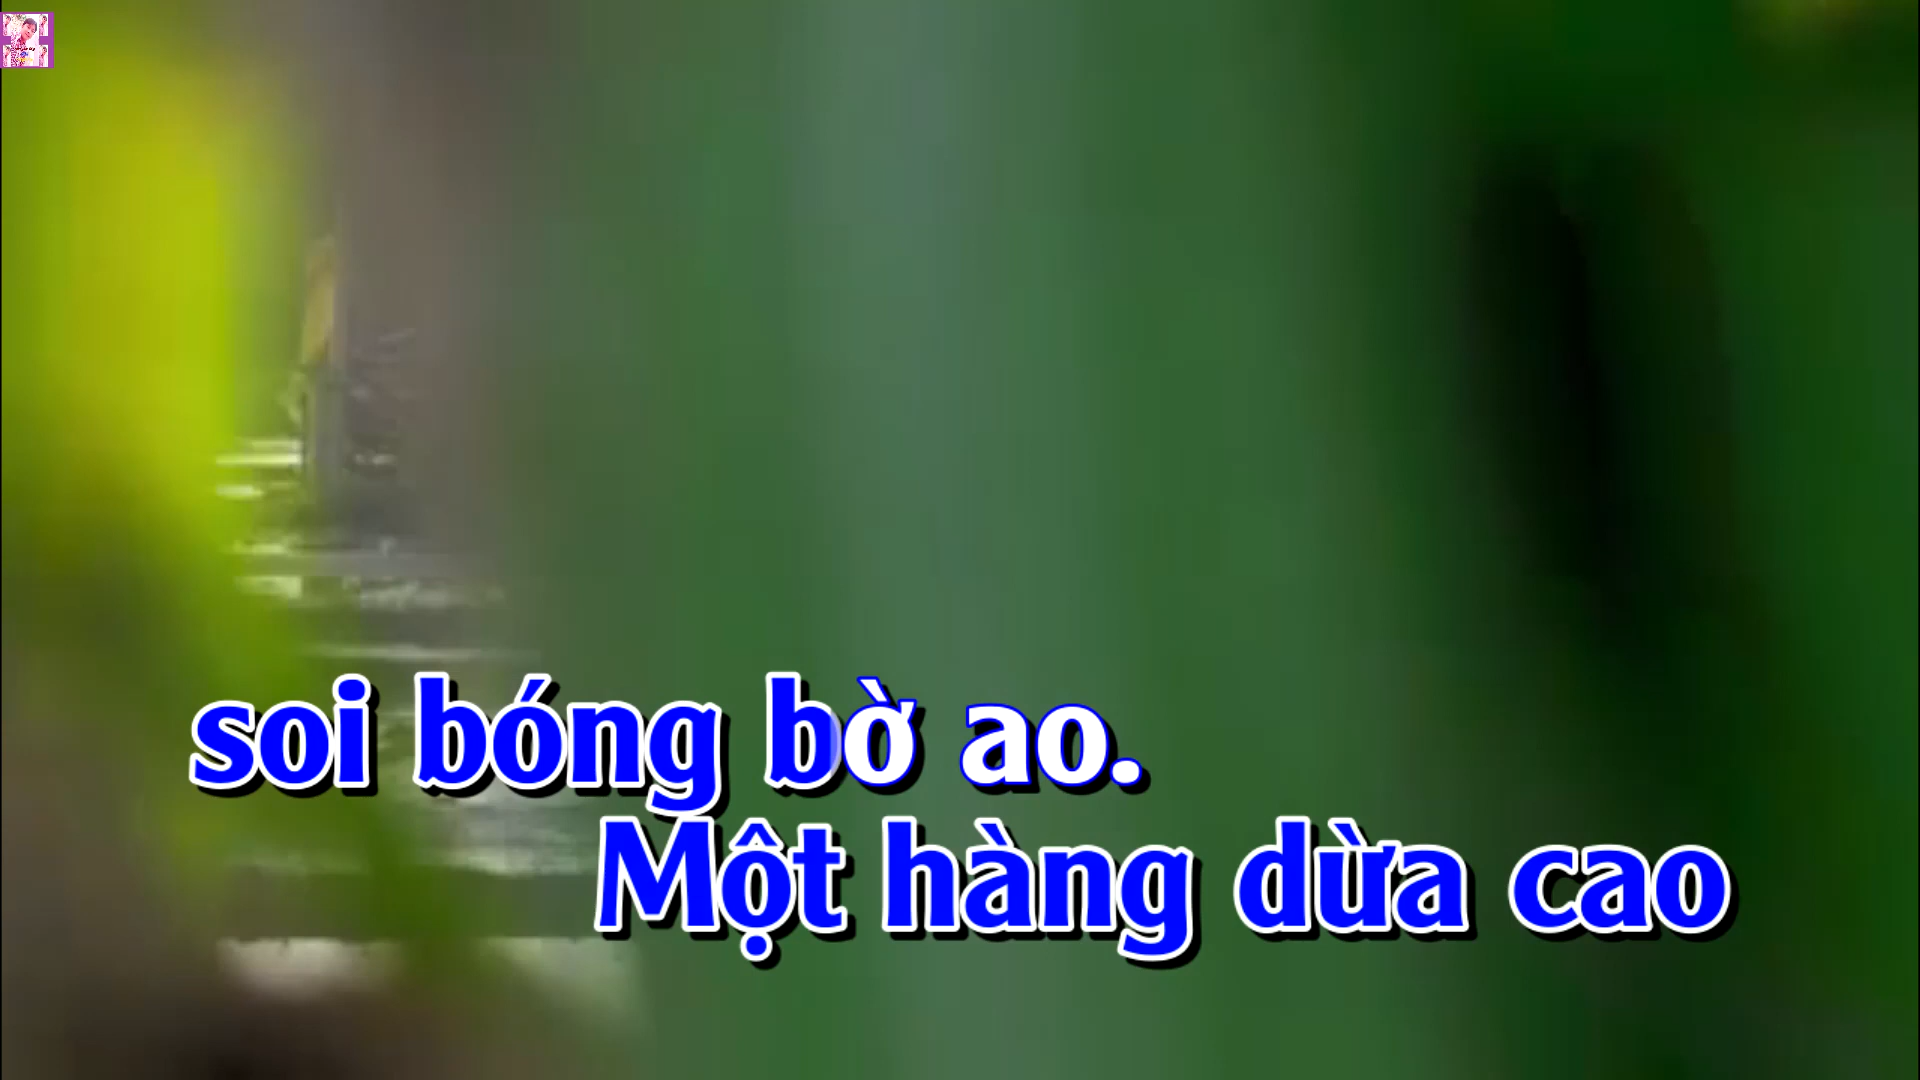 soi bóng bờ ao.
Một hàng dừa cao